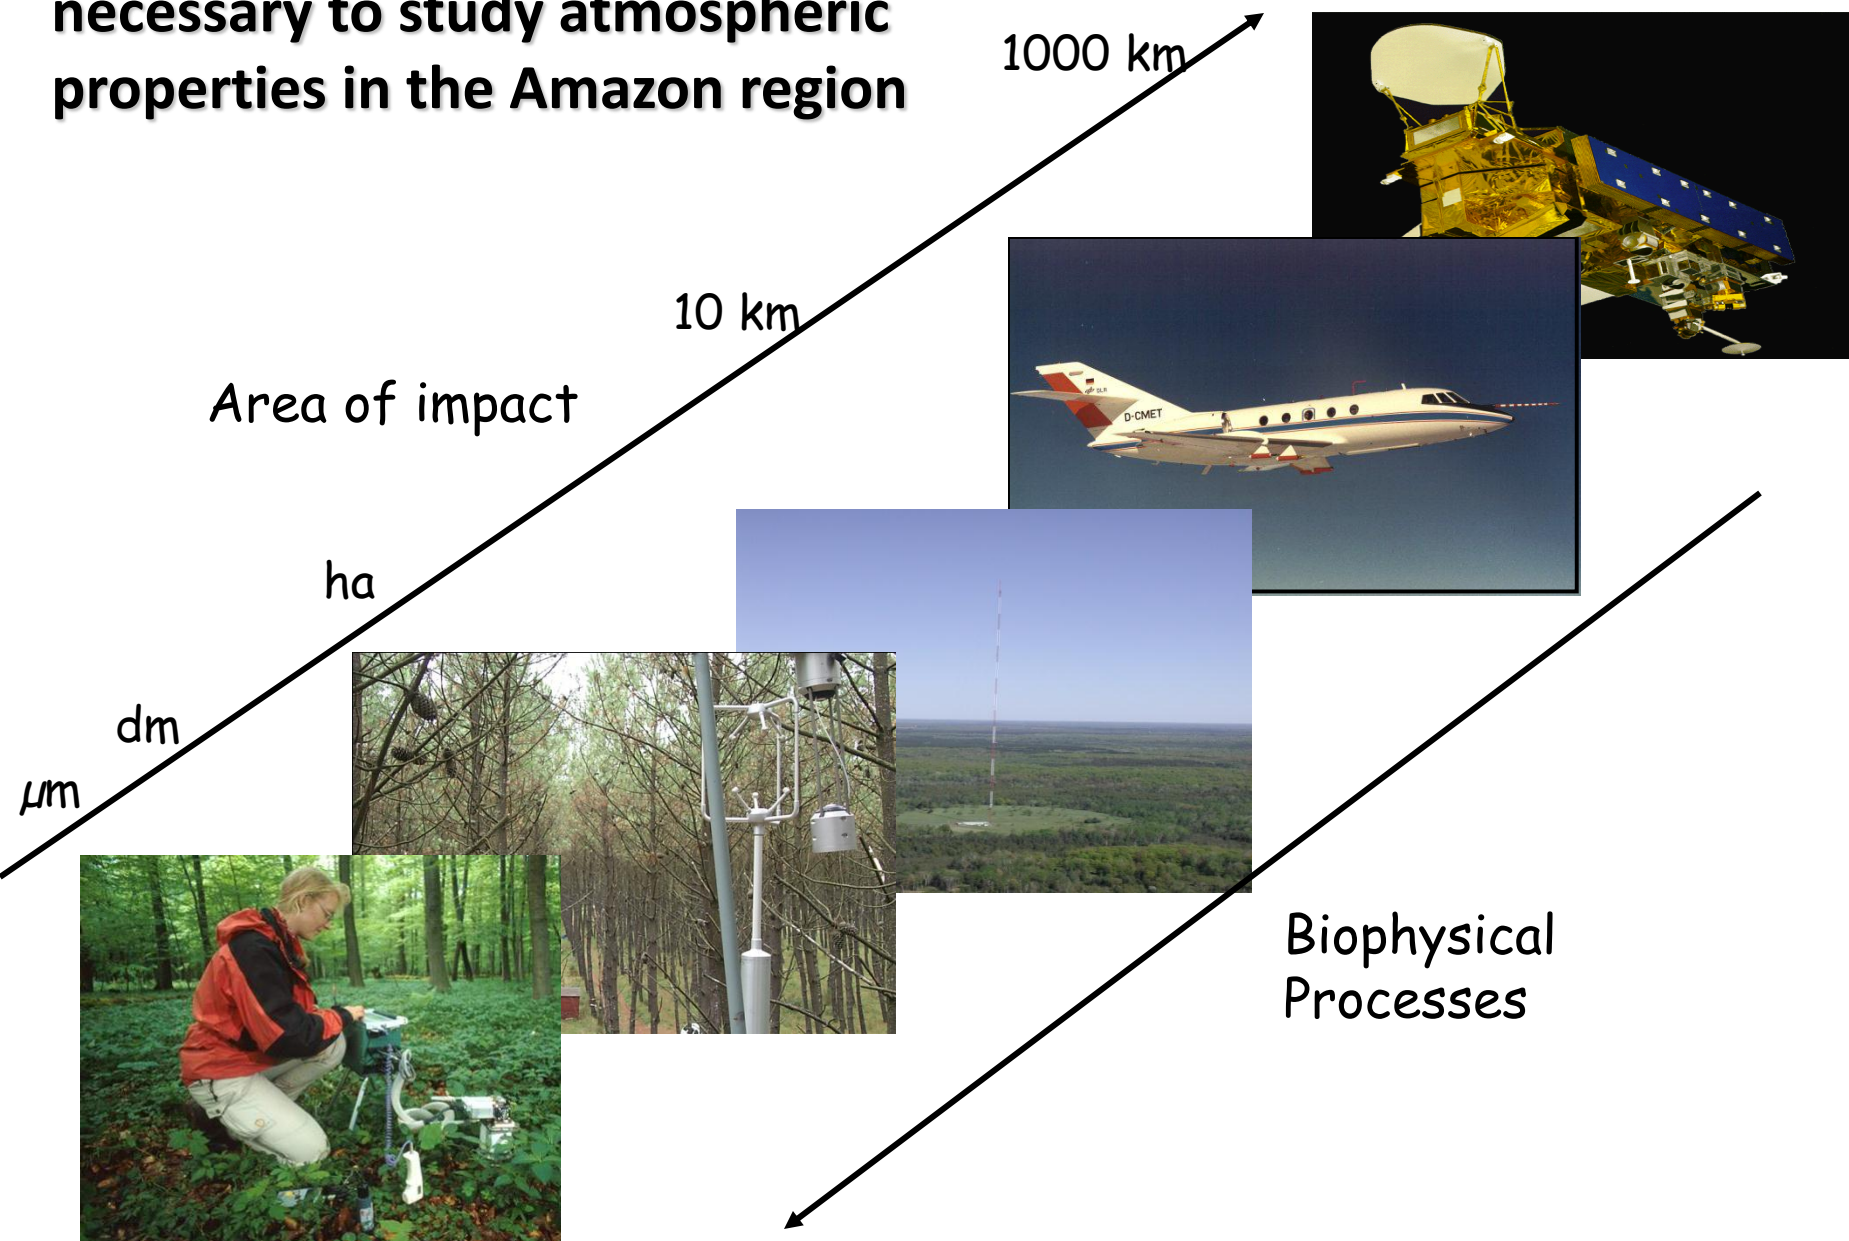 necessary to study atmospheric
properties in the Amazon region
1000 km
10 km
Area of impact
ha
dm
µm
DLR
D-CMET
Biophysical
Processes